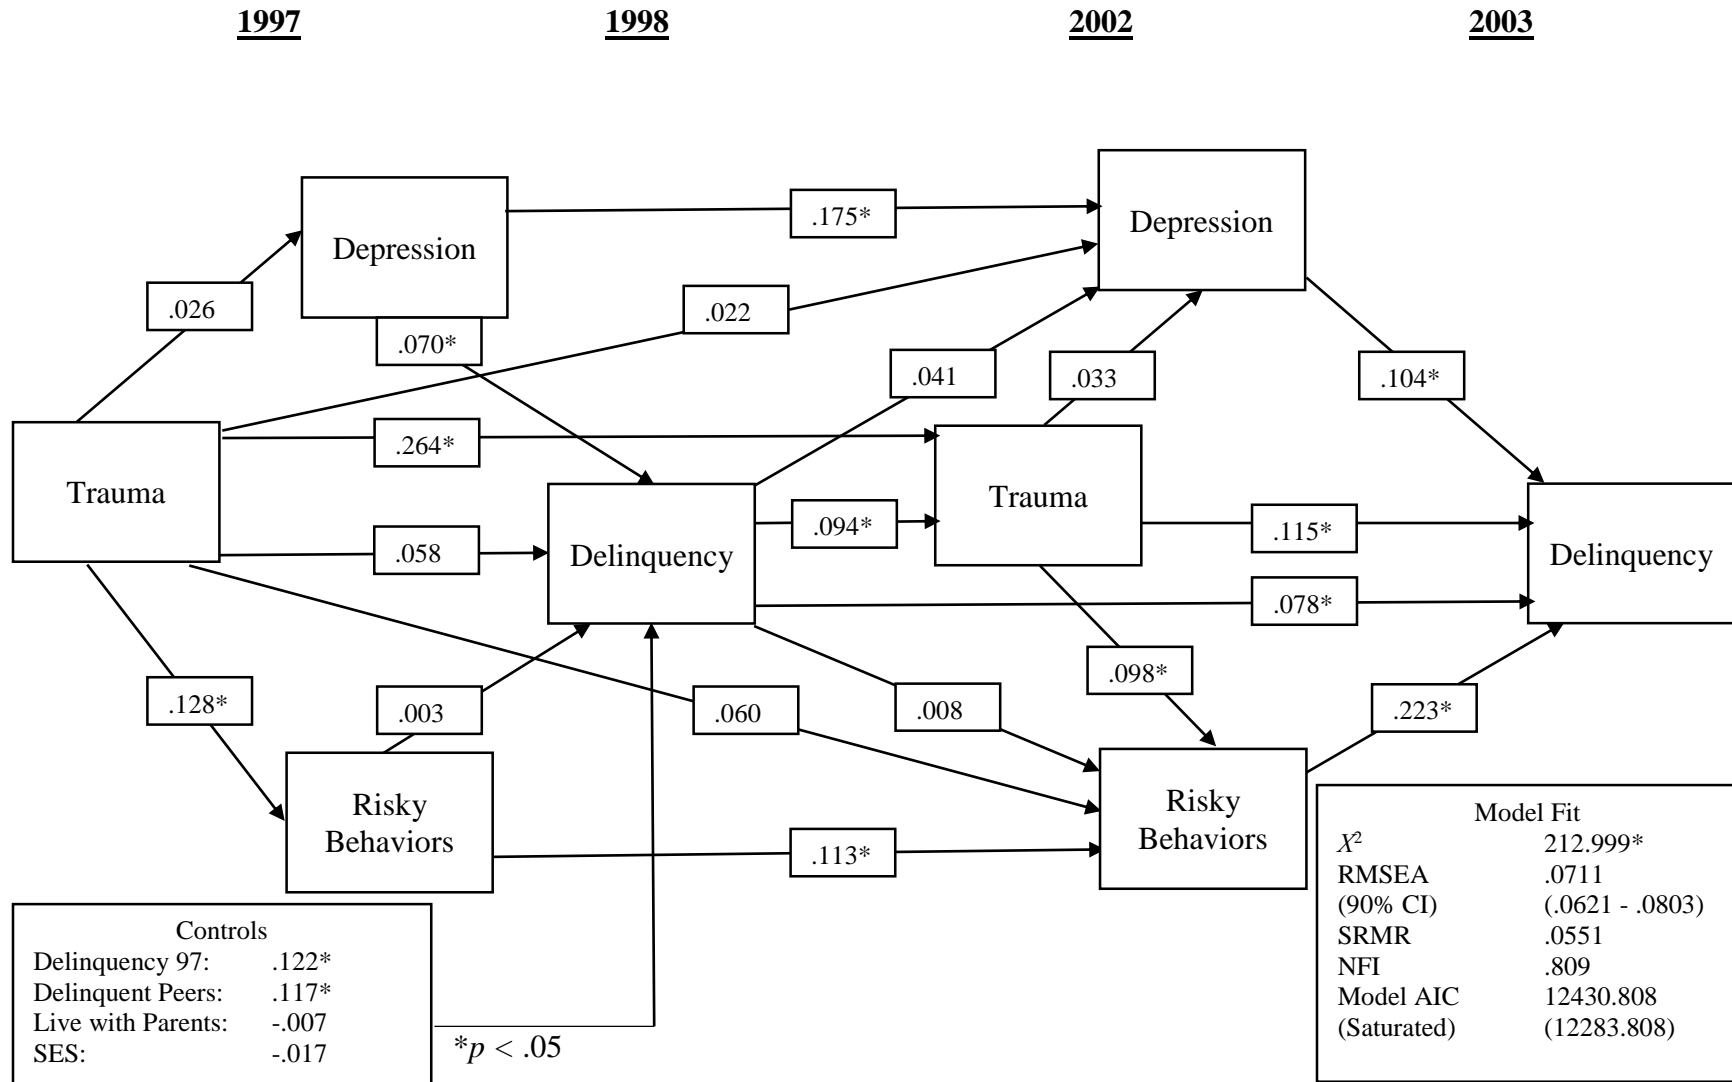 1997 1998 2002 2003
Depression
.175*
Depression
.026
.022
.070*
.041
.033
.104*
Trauma
.264*
Trauma
.058
Delinquency
.094*
.115*
Delinquency
.078*
.128*
.003
.060
.008
.098*
.223*
Risky
Behaviors
.113*
Risky
Behaviors
Controls
Delinquency 97: .122*
Delinquent Peers: .117*
Live with Parents: -.007
SES: -.017
*p < .05
Model Fit
X² 212.999*
RMSEA .0711
(90% CI) (.0621 - .0803)
SRMR .0551
NFI .809
Model AIC 12430.808
(Saturated) (12283.808)